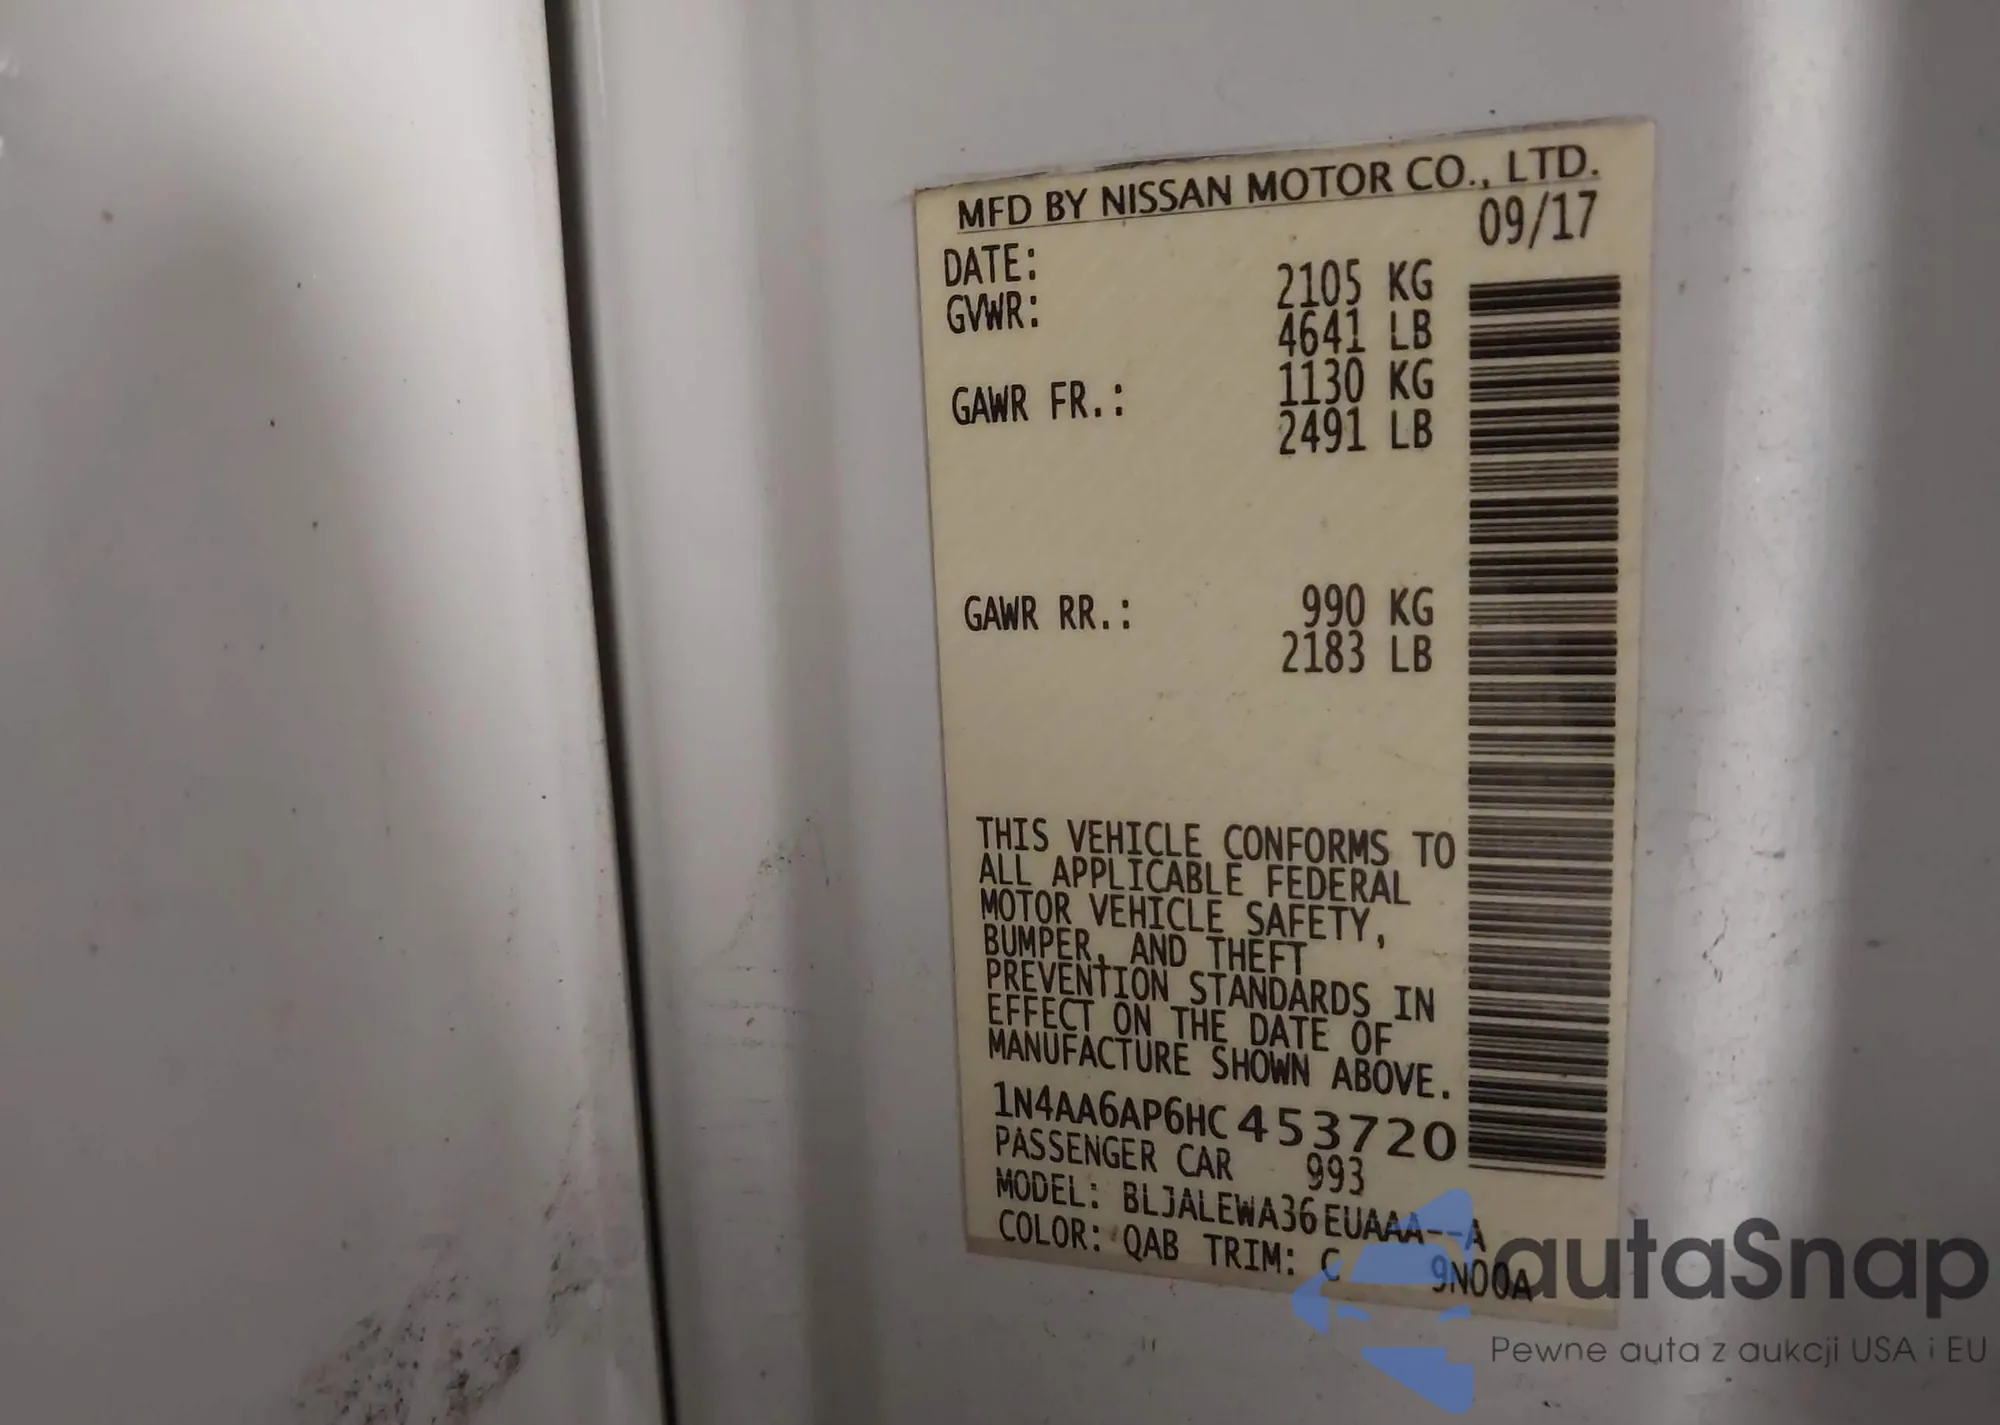 MFD BY NISSAN MOTOR CO., LTD.
DATE: 09/17
GVWR: 2105 KG
4641 LB
GAWR FR.: 1130 KG
2491 LB
GAWR RR.: 990 KG
2183 LB
THIS VEHICLE CONFORMS TO
ALL APPLICABLE FEDERAL
MOTOR VEHICLE SAFETY,
BUMPER, AND THEFT
PREVENTION STANDARDS IN
EFFECT ON THE DATE OF
MANUFACTURE SHOWN ABOVE.
1N4AA6AP6HC453720
PASSENGER CAR 993
MODEL: BLJALEWA36EUAAA--A
COLOR: QAB TRIM: C 9N00A
autaSnap
Pewne auta z aukcji USA i EU